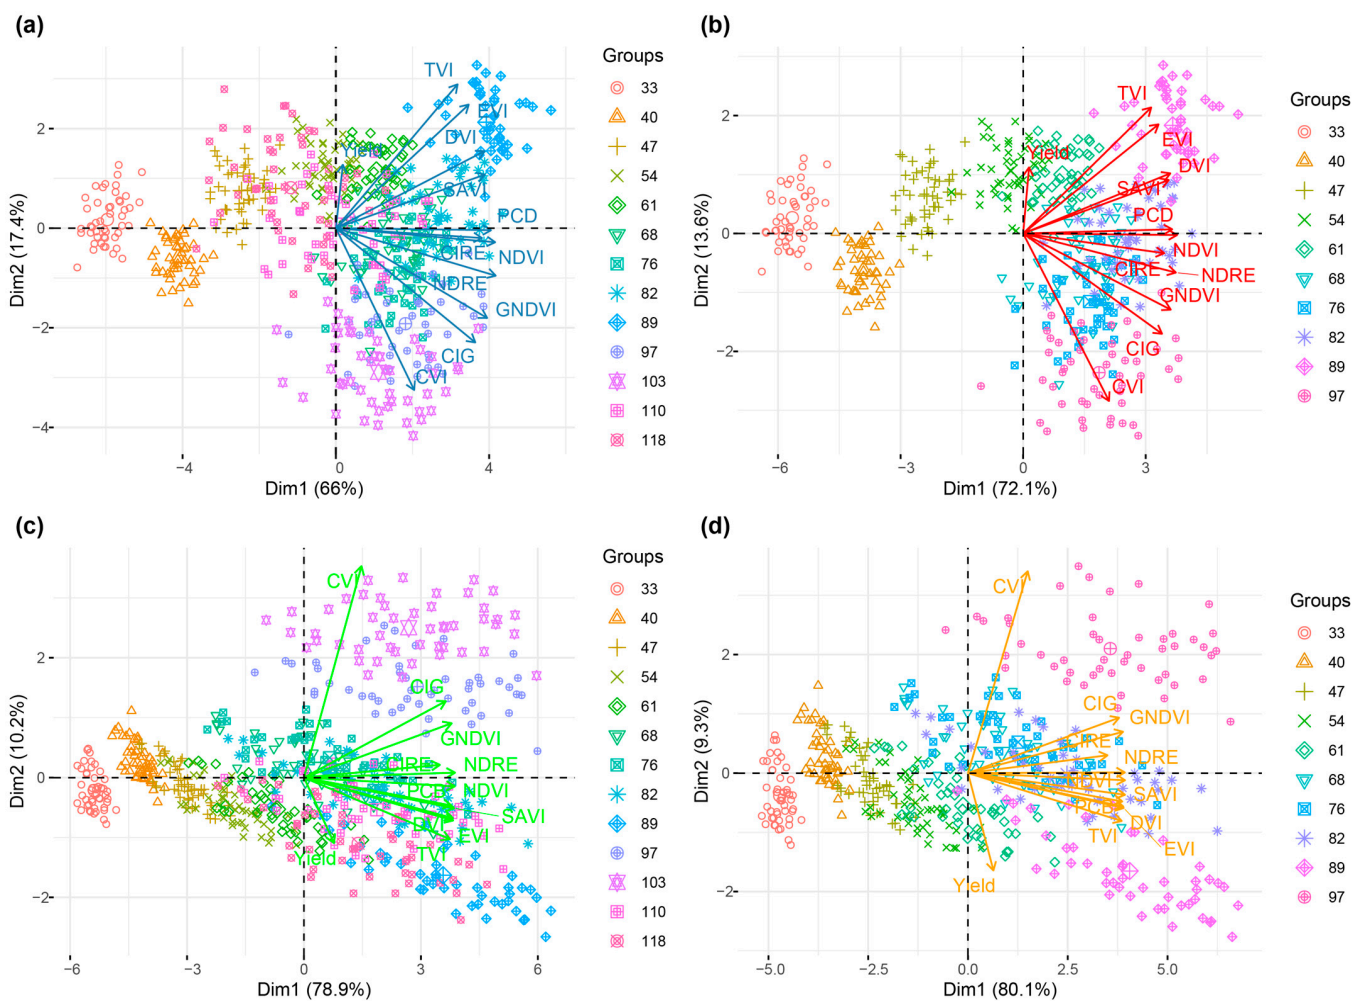 (a)
Groups
33
40
47
54
61
68
76
82
89
97
103
110
118
TVI
EVI
DVI
Yield
SAVI
PCD
CIRE
NDVI
NDRE
GNDVI
CIG
CVI
2
0
−2
−4
Dim2 (17.4%)
−4
0
4
Dim1 (66%)
(b)
Groups
33
40
47
54
61
68
76
82
89
97
TVI
EVI
Yield
DVI
SAVI
PCD
NDVI
CIRE
NDRE
GNDVI
CIG
CVI
2
0
−2
Dim2 (13.6%)
−6
−3
0
3
Dim1 (72.1%)
(c)
Groups
33
40
47
54
61
68
76
82
89
97
103
110
118
CVI
CIG
GNDVI
CIRE
NDRE
PCD
NDVI
SAVI
DVI
EVI
Yield
TVI
2
0
−2
Dim2 (10.2%)
−6
−3
0
3
6
Dim1 (78.9%)
(d)
Groups
33
40
47
54
61
68
76
82
89
97
CVI
CIG
GNDVI
CIRE
NDRE
SAVI
TVI
DVI
EVI
Yield
2
0
−2
Dim2 (9.3%)
−5.0
−2.5
0.0
2.5
5.0
Dim1 (80.1%)